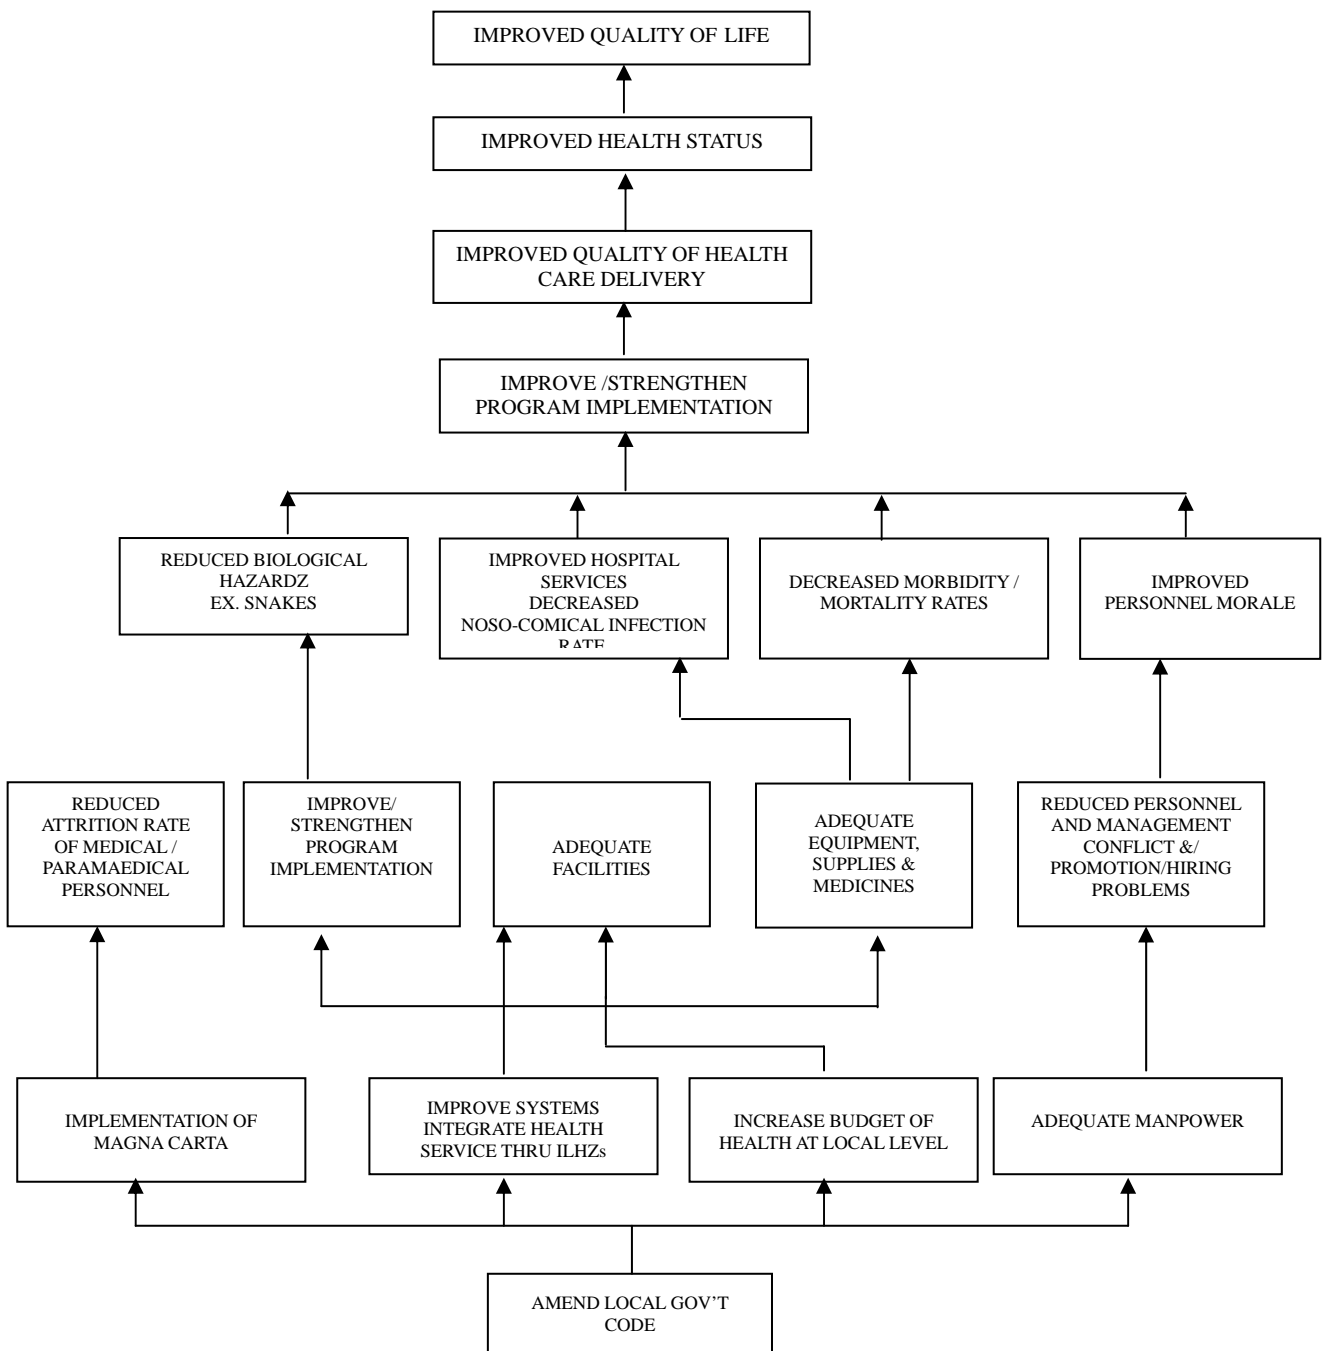 IMPROVED QUALITY OF LIFE
IMPROVED HEALTH STATUS
IMPROVED QUALITY OF HEALTH
CARE DELIVERY
IMPROVE /STRENGTHEN
PROGRAM IMPLEMENTATION
REDUCED BIOLOGICAL
HAZARDZ
EX. SNAKES
IMPROVED HOSPITAL
SERVICES
DECREASED
NOSO-COMICAL INFECTION
RATE
DECREASED MORBIDITY /
MORTALITY RATES
IMPROVED
PERSONNEL MORALE
REDUCED
ATTRITION RATE
OF MEDICAL /
PARAMAEDICAL
PERSONNEL
IMPROVE/
STRENGTHEN
PROGRAM
IMPLEMENTATION
ADEQUATE
FACILITIES
ADEQUATE
EQUIPMENT,
SUPPLIES &
MEDICINES
REDUCED PERSONNEL
AND MANAGEMENT
CONFLICT &/
PROMOTION/HIRING
PROBLEMS
IMPLEMENTATION OF
MAGNA CARTA
IMPROVE SYSTEMS
INTEGRATE HEALTH
SERVICE THRU ILHZs
INCREASE BUDGET OF
HEALTH AT LOCAL LEVEL
ADEQUATE MANPOWER
AMEND LOCAL GOV’T
CODE